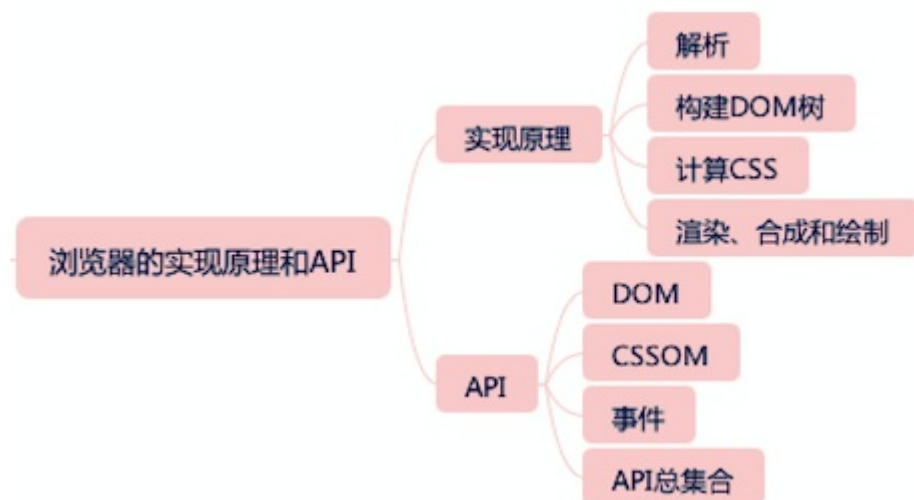 浏览器的实现原理和API
实现原理
解析
构建DOM树
计算CSS
渲染、合成和绘制
API
DOM
CSSOM
事件
API总集合